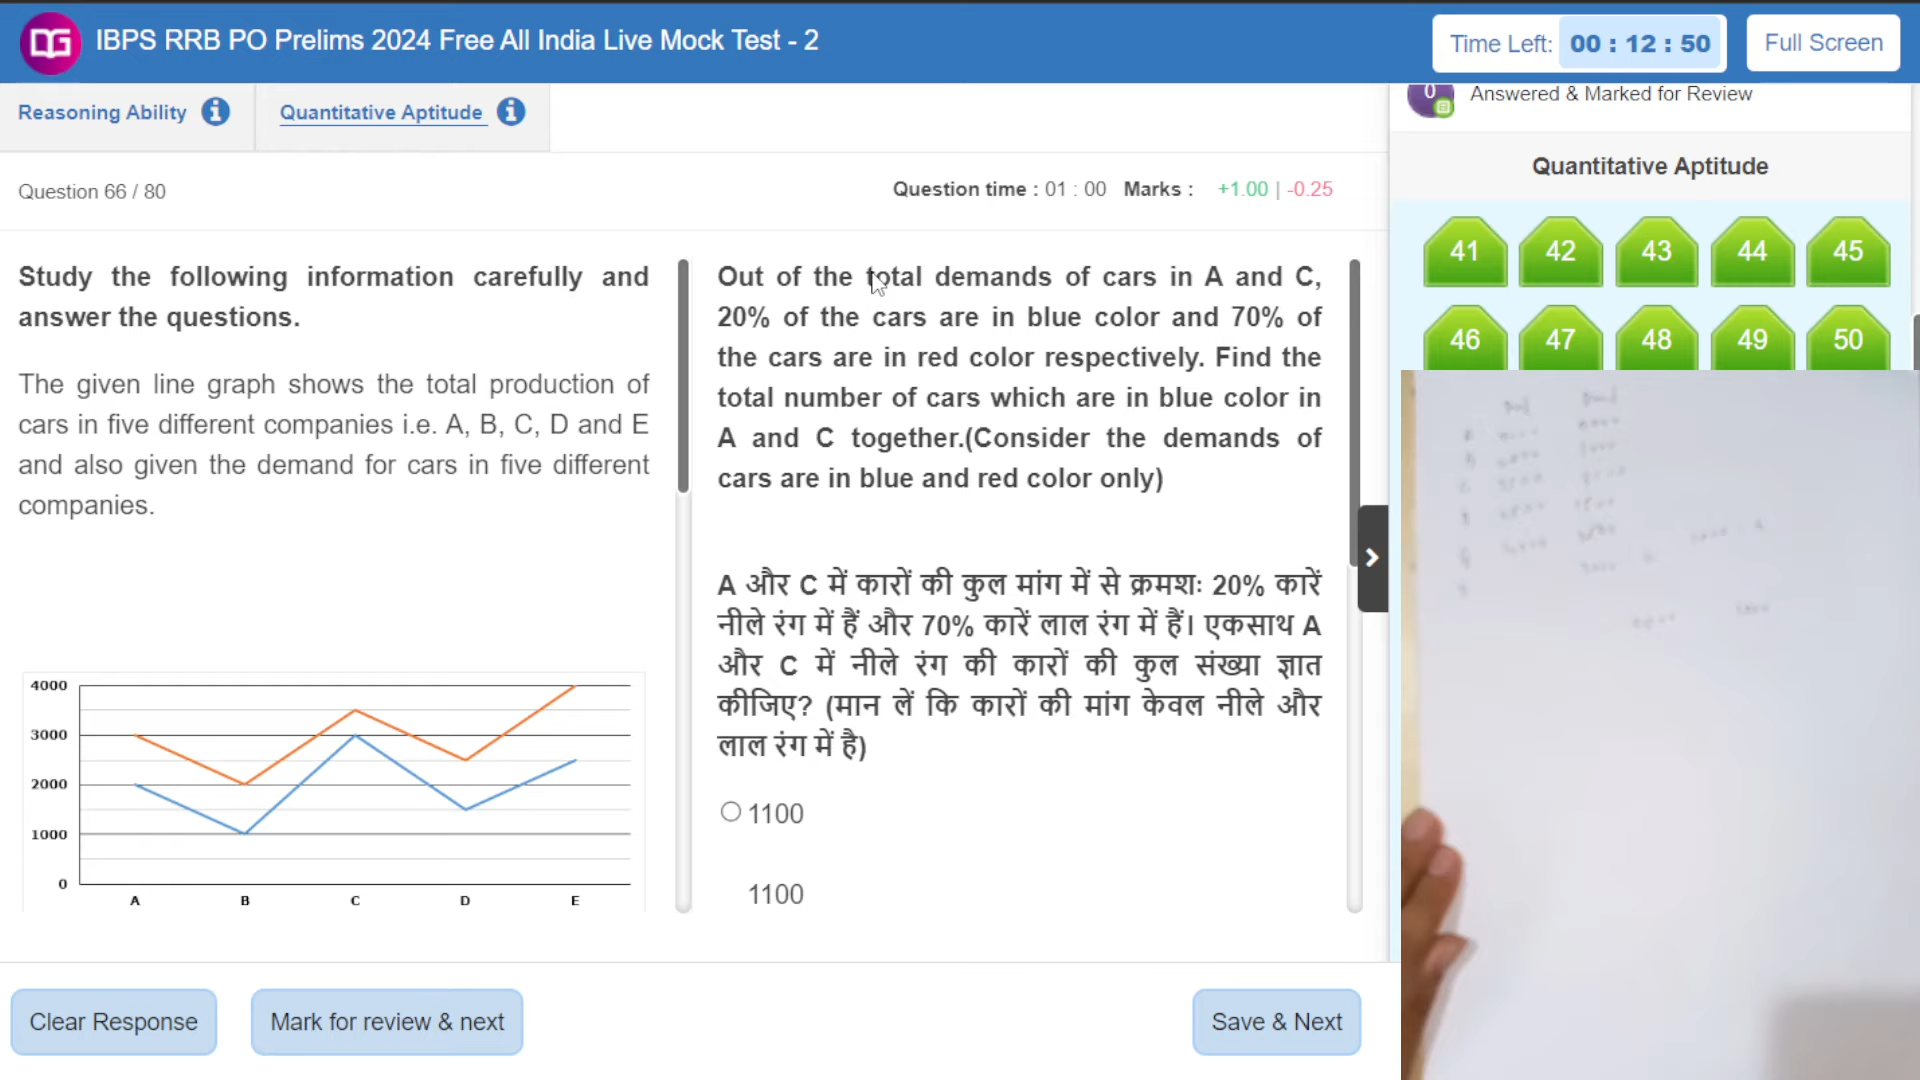 IBPS RRB PO Prelims 2024 Free All India Live Mock Test - 2
Time Left: 00 : 12 : 50
Full Screen
Reasoning Ability
Quantitative Aptitude
0 Answered & Marked for Review
Quantitative Aptitude
Question 66 / 80
Question time : 01 : 00 Marks : +1.00 | -0.25
41 42 43 44 45
46 47 48 49 50
Study the following information carefully and
answer the questions.
The given line graph shows the total production of
cars in five different companies i.e. A, B, C, D and E
and also given the demand for cars in five different
companies.
4000
3000
2000
1000
0
A B C D E
Out of the total demands of cars in A and C,
20% of the cars are in blue color and 70% of
the cars are in red color respectively. Find the
total number of cars which are in blue color in
A and C together.(Consider the demands of
cars are in blue and red color only)
A और C में कारों की कुल मांग में से क्रमशः 20% कारें
नीले रंग में हैं और 70% कारें लाल रंग में हैं। एकसाथ A
और C में नीले रंग की कारों की कुल संख्या ज्ञात
कीजिए? (मान लें कि कारों की मांग केवल नीले और
लाल रंग में है)
1100
1100
Clear Response
Mark for review & next
Save & Next